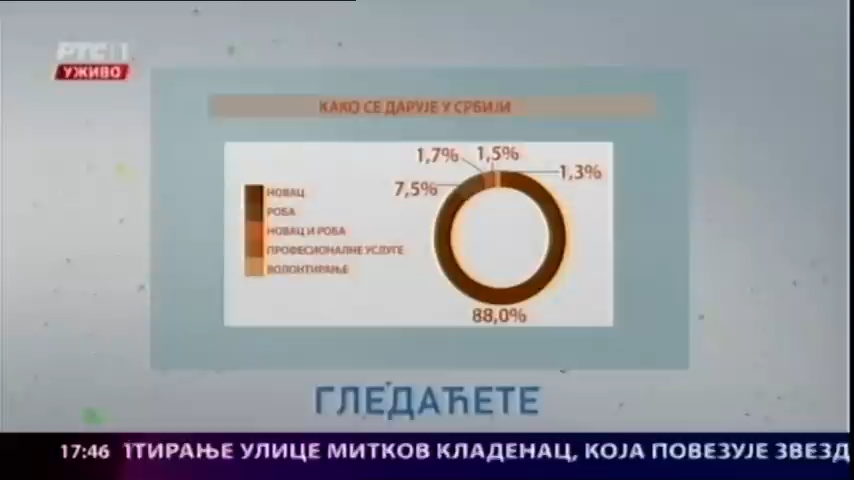 РТС 1
УЖИВО
КАКО СЕ ДАРУЈЕ У СРБИЈИ
1,7%
1,5%
1,3%
7,5%
88,0%
НОВАЦ
РОБА
НОВАЦ И РОБА
ПРОФЕСИОНАЛНЕ УСЛУГЕ
ВОЛОНТИРАЊЕ
ГЛЕДАЋЕТЕ
17:46 ТИРАЊЕ УЛИЦЕ МИТКОВ КЛАДЕНАЦ, КОЈА ПОВЕЗУЈЕ ЗВЕЗД